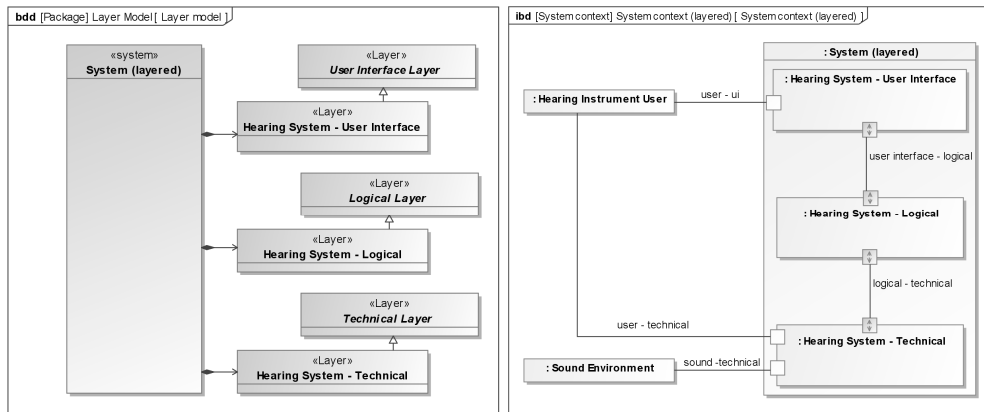 bdd [Package] Layer Model [ Layer model ]
«system»
System (layered)
«Layer»
User Interface Layer
«Layer»
Hearing System - User Interface
«Layer»
Logical Layer
«Layer»
Hearing System - Logical
«Layer»
Technical Layer
«Layer»
Hearing System - Technical
ibd [System context] System context (layered) [ System context (layered) ]
: System (layered)
: Hearing System - User Interface
: Hearing Instrument User
user - ui
user interface - logical
: Hearing System - Logical
logical - technical
user - technical
: Hearing System - Technical
: Sound Environment
sound -technical